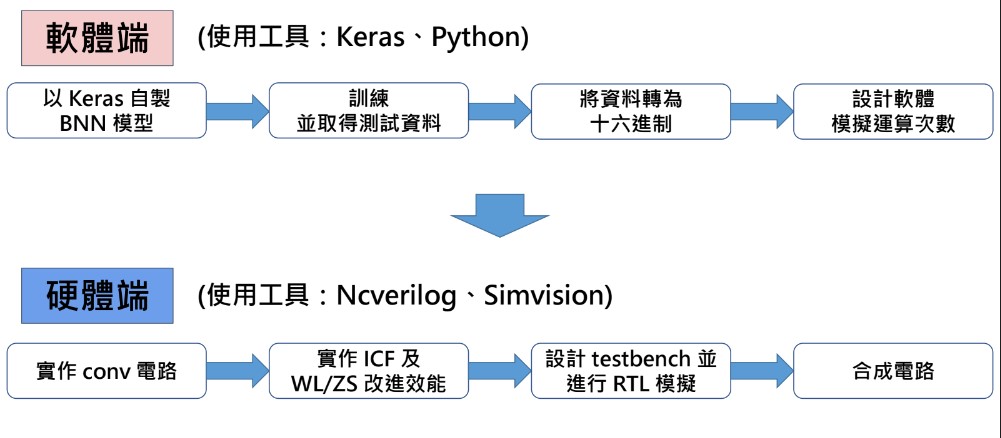 軟體端
(使用工具：Keras、Python)
以 Keras 自製
BNN 模型
訓練
並取得測試資料
將資料轉為
十六進制
設計軟體
模擬運算次數
硬體端
(使用工具：Ncverilog、Simvision)
實作 conv 電路
實作 ICF 及
WL/ZS 改進效能
設計 testbench 並
進行 RTL 模擬
合成電路